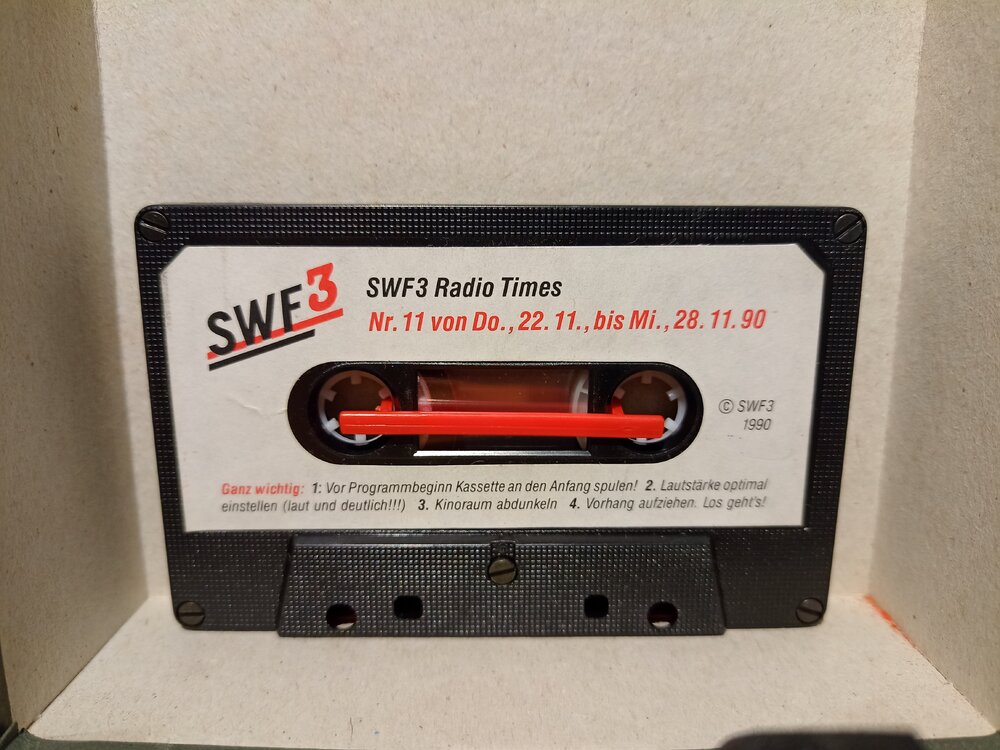 SWF3
SWF3 Radio Times
Nr. 11 von Do., 22. 11., bis Mi., 28. 11. 90
© SWF3
1990
Ganz wichtig: 1: Vor Programmbeginn Kassette an den Anfang spulen! 2. Lautstärke optimal
einstellen (laut und deutlich!!!) 3. Kinoraum abdunkeln 4. Vorhang aufziehen. Los geht's!